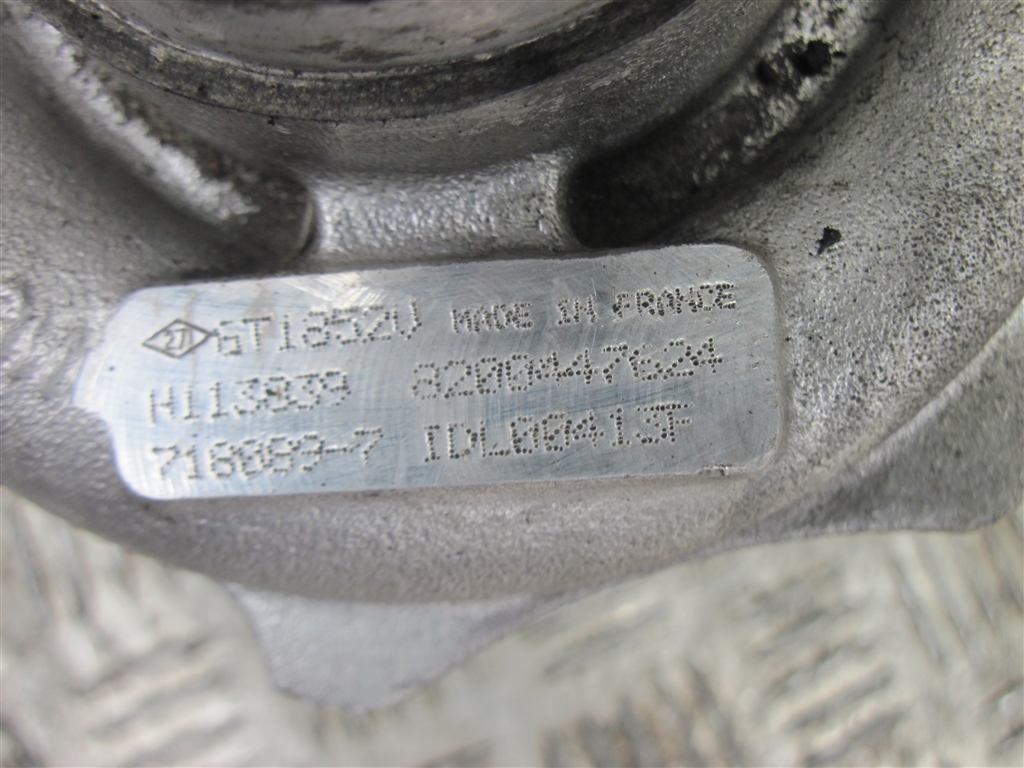 GT1852V MADE IN FRANCE
H113839 8200447624
718089-7 IDL00413F